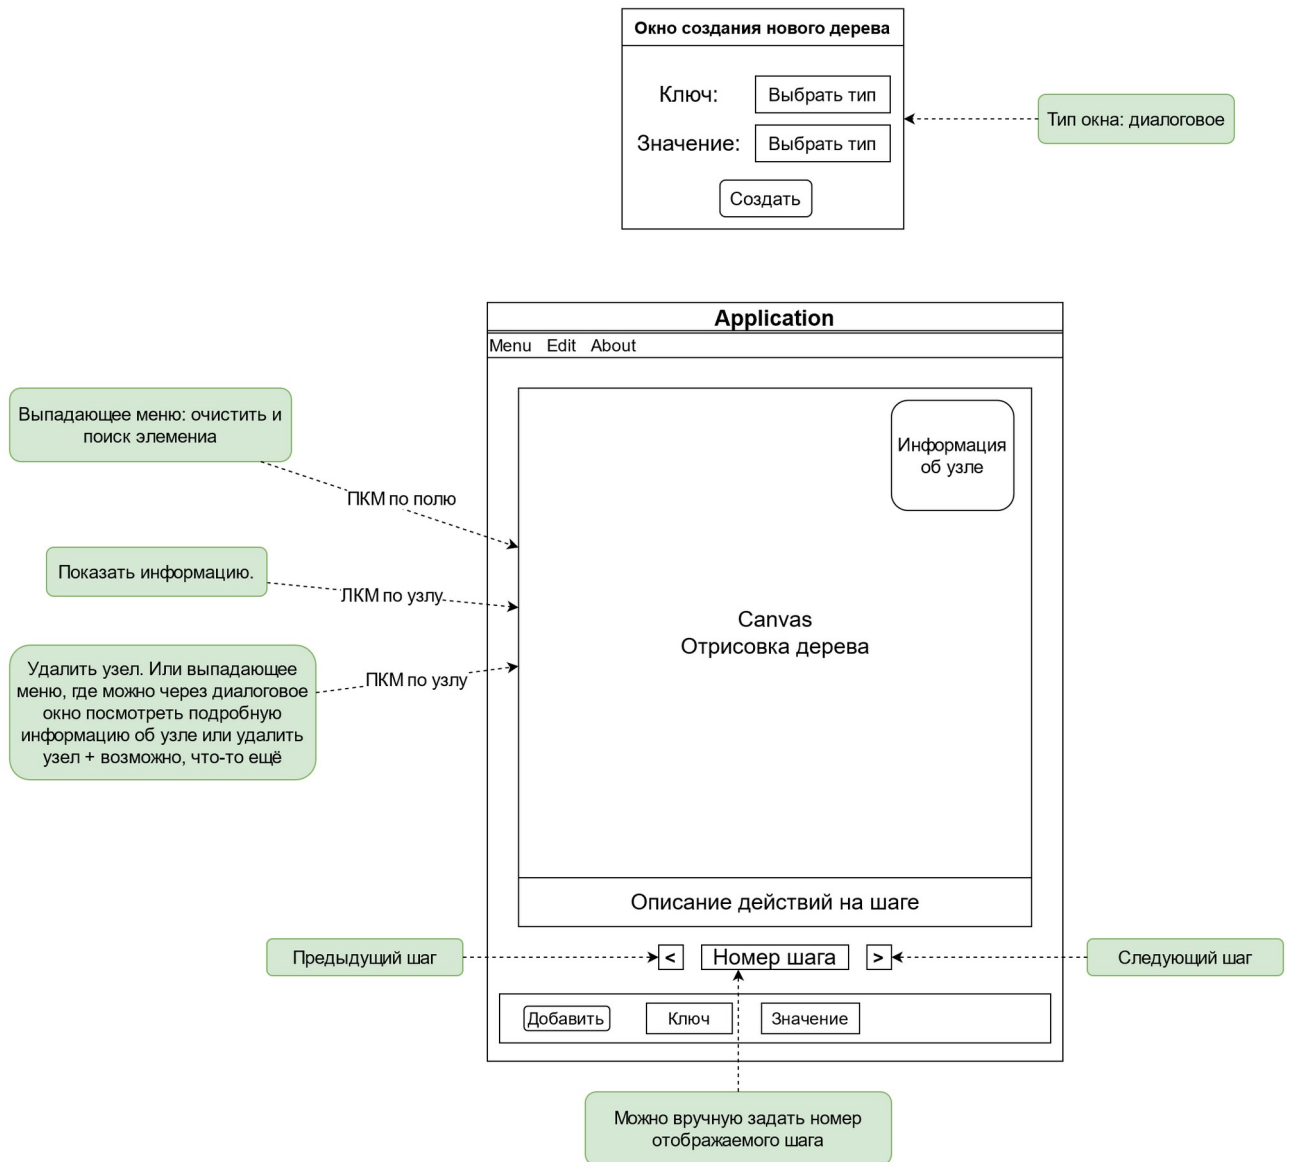 Окно создания нового дерева
Ключ:
Выбрать тип
Значение:
Выбрать тип
Создать
Тип окна: диалоговое
Application
Menu Edit About
Выпадающее меню: очистить и
поиск элемениа
ПКМ по полю
Информация
об узле
Показать информацию.
ЛКМ по узлу
Canvas
Отрисовка дерева
Удалить узел. Или выпадающее
меню, где можно через диалоговое
окно посмотреть подробную
информацию об узле или удалить
узел + возможно, что-то ещё
ПКМ по узлу
Описание действий на шаге
Предыдущий шаг
<
Номер шага
>
Следующий шаг
Добавить
Ключ
Значение
Можно вручную задать номер
отображаемого шага